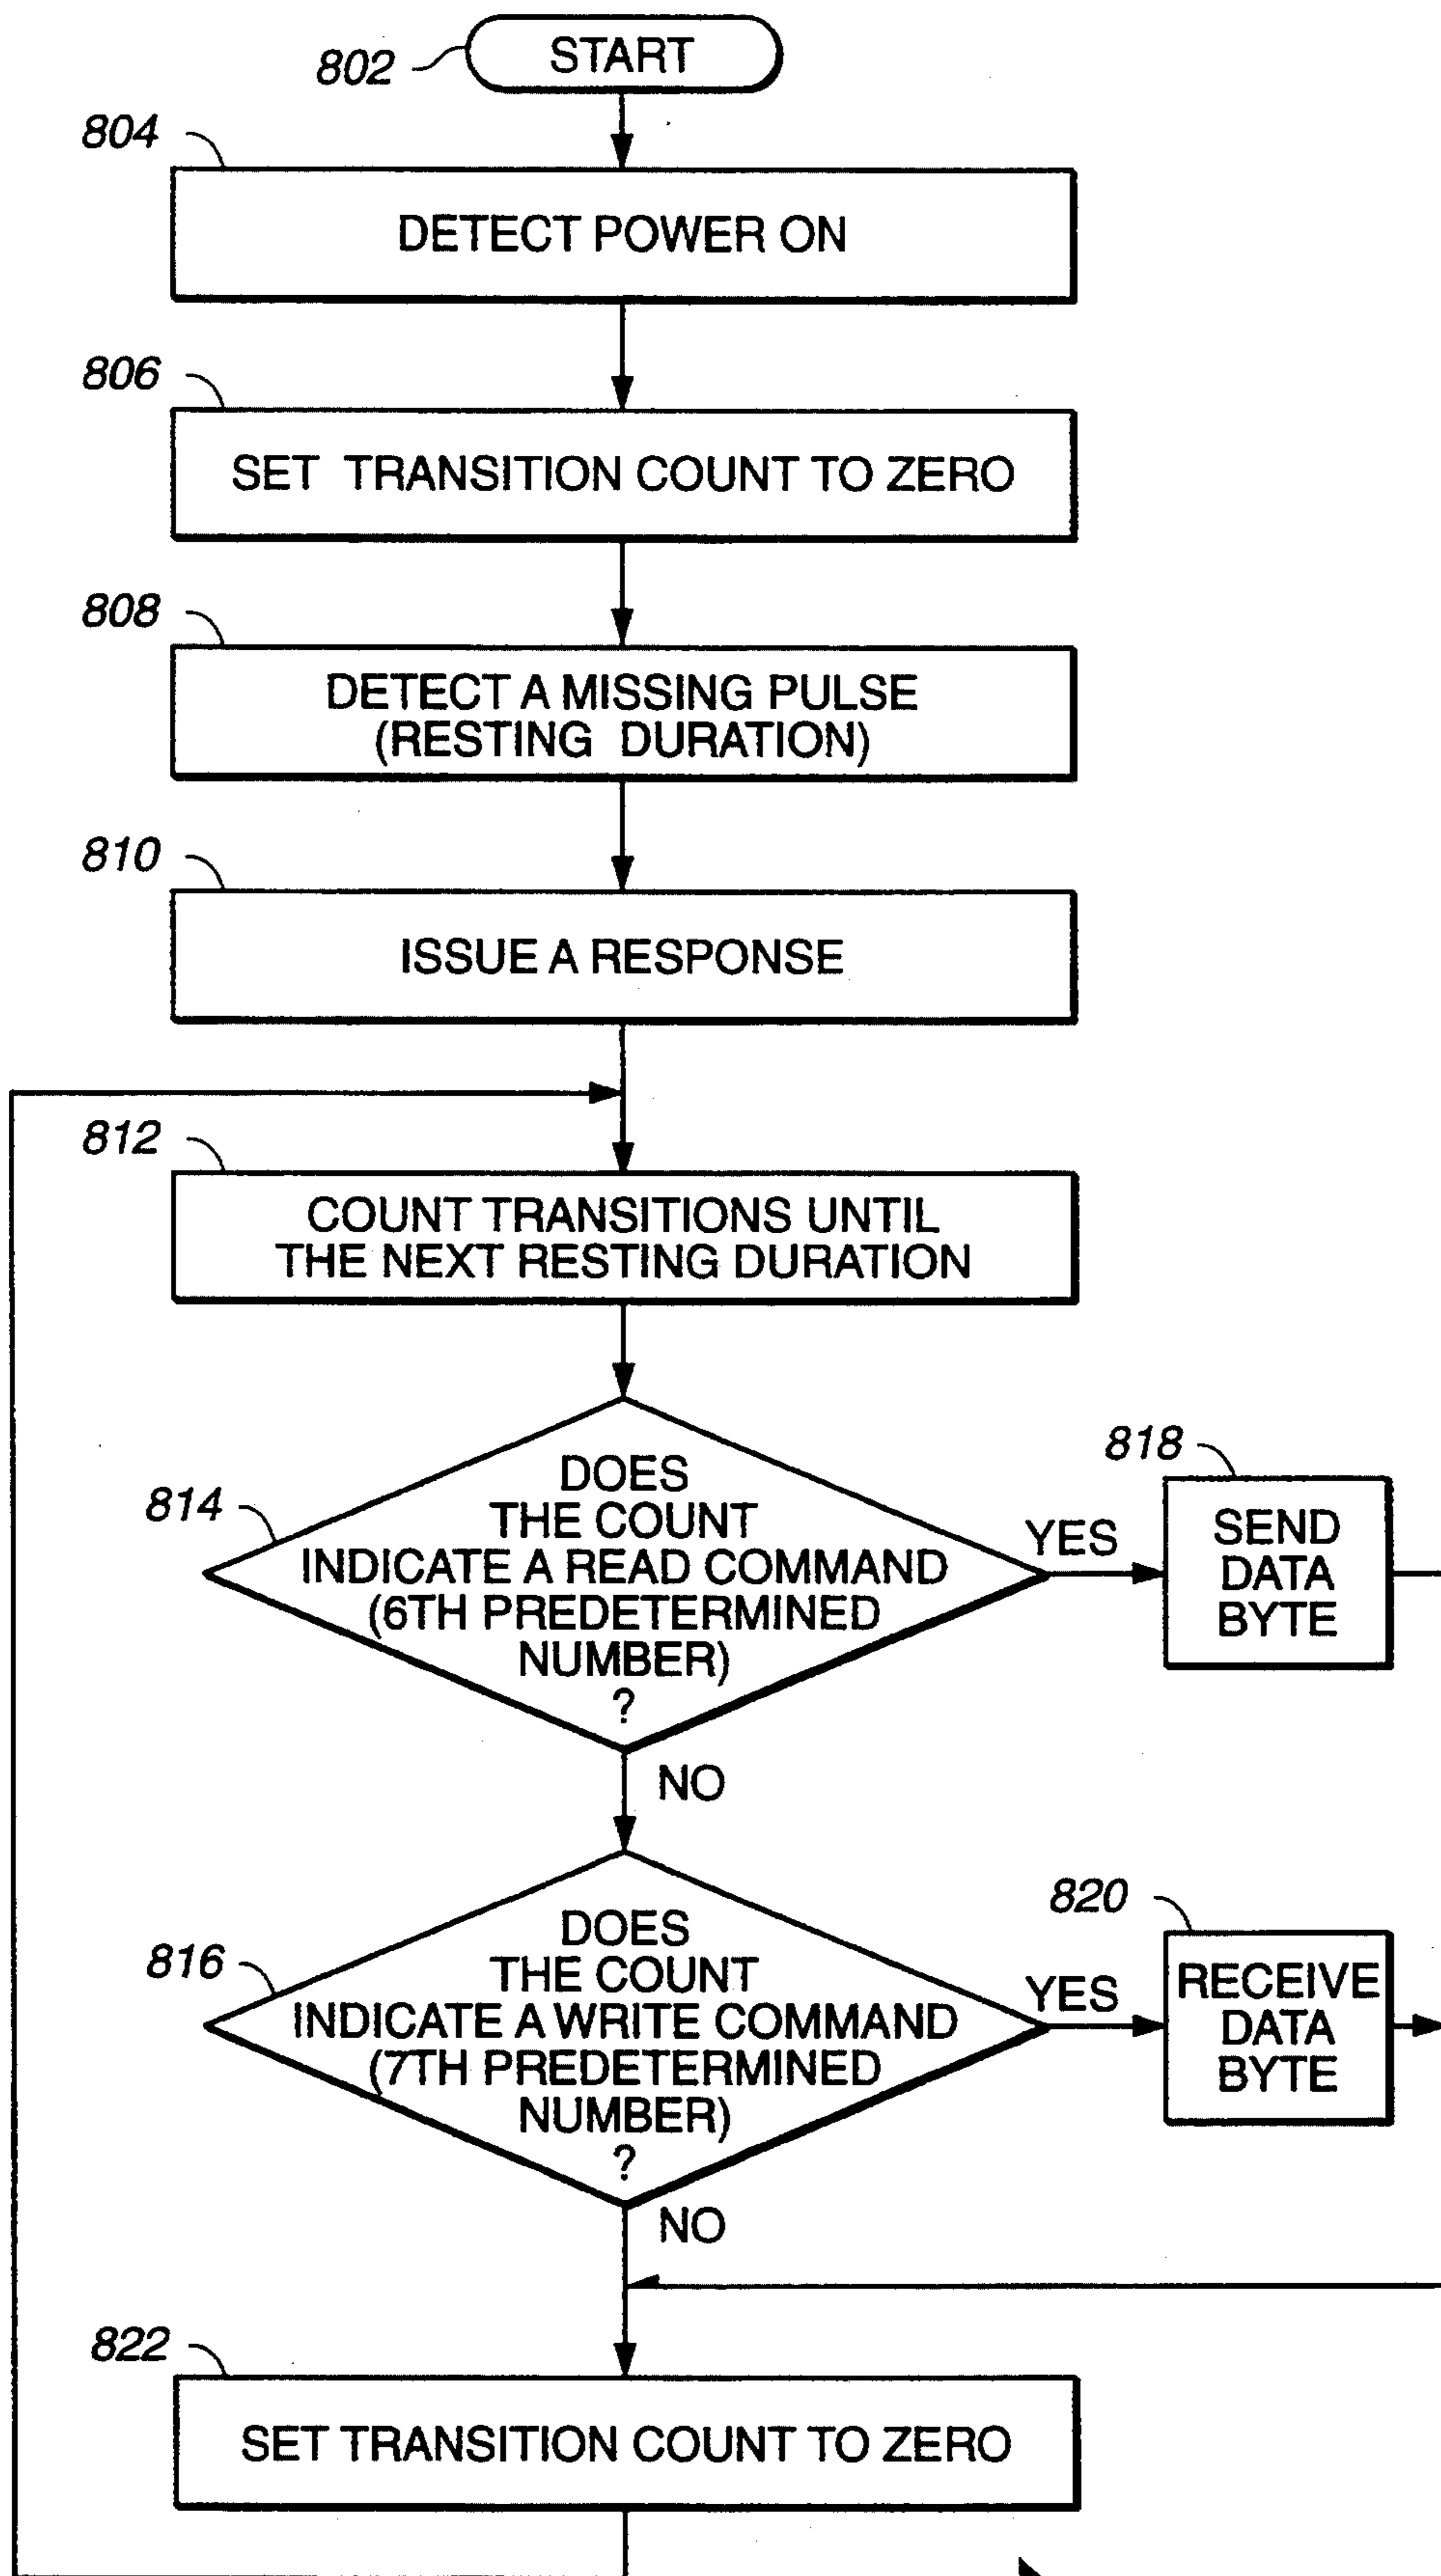 802
START
804
DETECT POWER ON
806
SET TRANSITION COUNT TO ZERO
808
DETECT A MISSING PULSE
(RESTING DURATION)
810
ISSUE A RESPONSE
812
COUNT TRANSITIONS UNTIL
THE NEXT RESTING DURATION
814
DOES
THE COUNT
INDICATE A READ COMMAND
(6TH PREDETERMINED
NUMBER)
?
YES
818
SEND
DATA
BYTE
NO
816
DOES
THE COUNT
INDICATE A WRITE COMMAND
(7TH PREDETERMINED
NUMBER)
?
YES
820
RECEIVE
DATA
BYTE
NO
822
SET TRANSITION COUNT TO ZERO